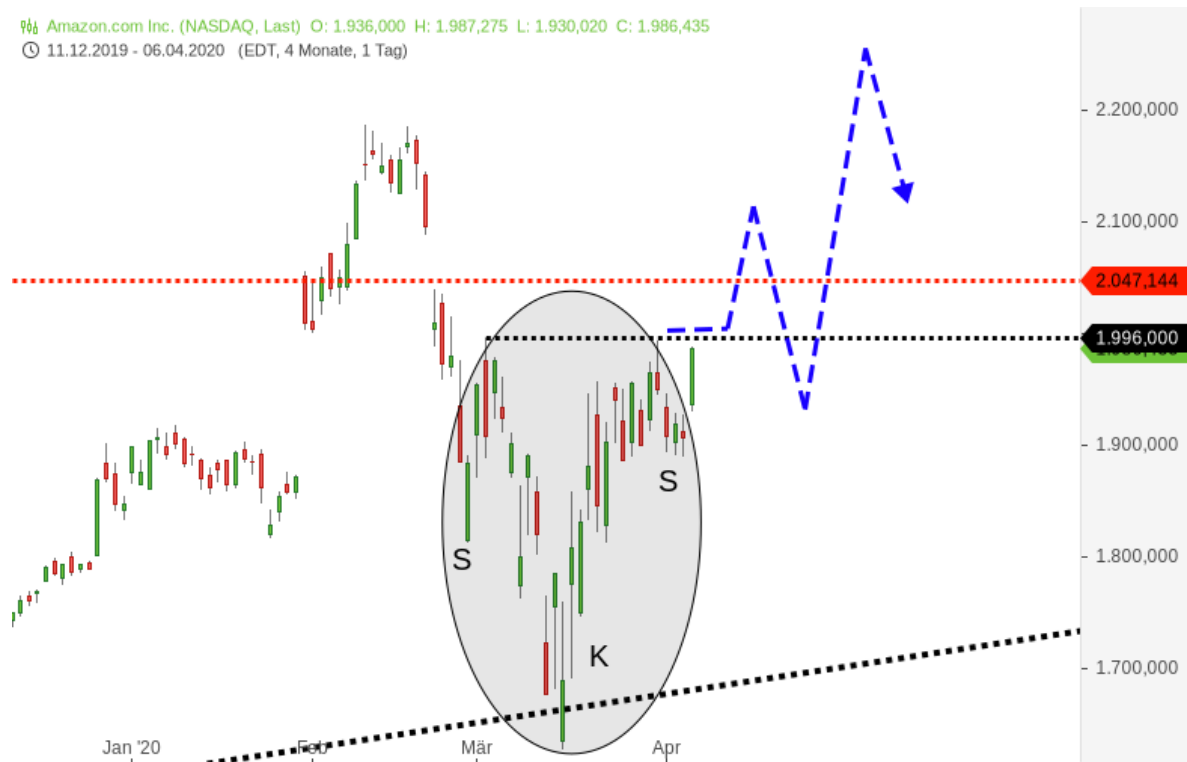 Amazon.com Inc. (NASDAQ, Last) O: 1.936,000 H: 1.987,275 L: 1.930,020 C: 1.986,435
11.12.2019 - 06.04.2020 (EDT, 4 Monate, 1 Tag)
2.200,000
2.100,000
2.047,144
1.996,000
1.900,000
S
S
1.800,000
K
1.700,000
Jan '20
Feb
Mär
Apr